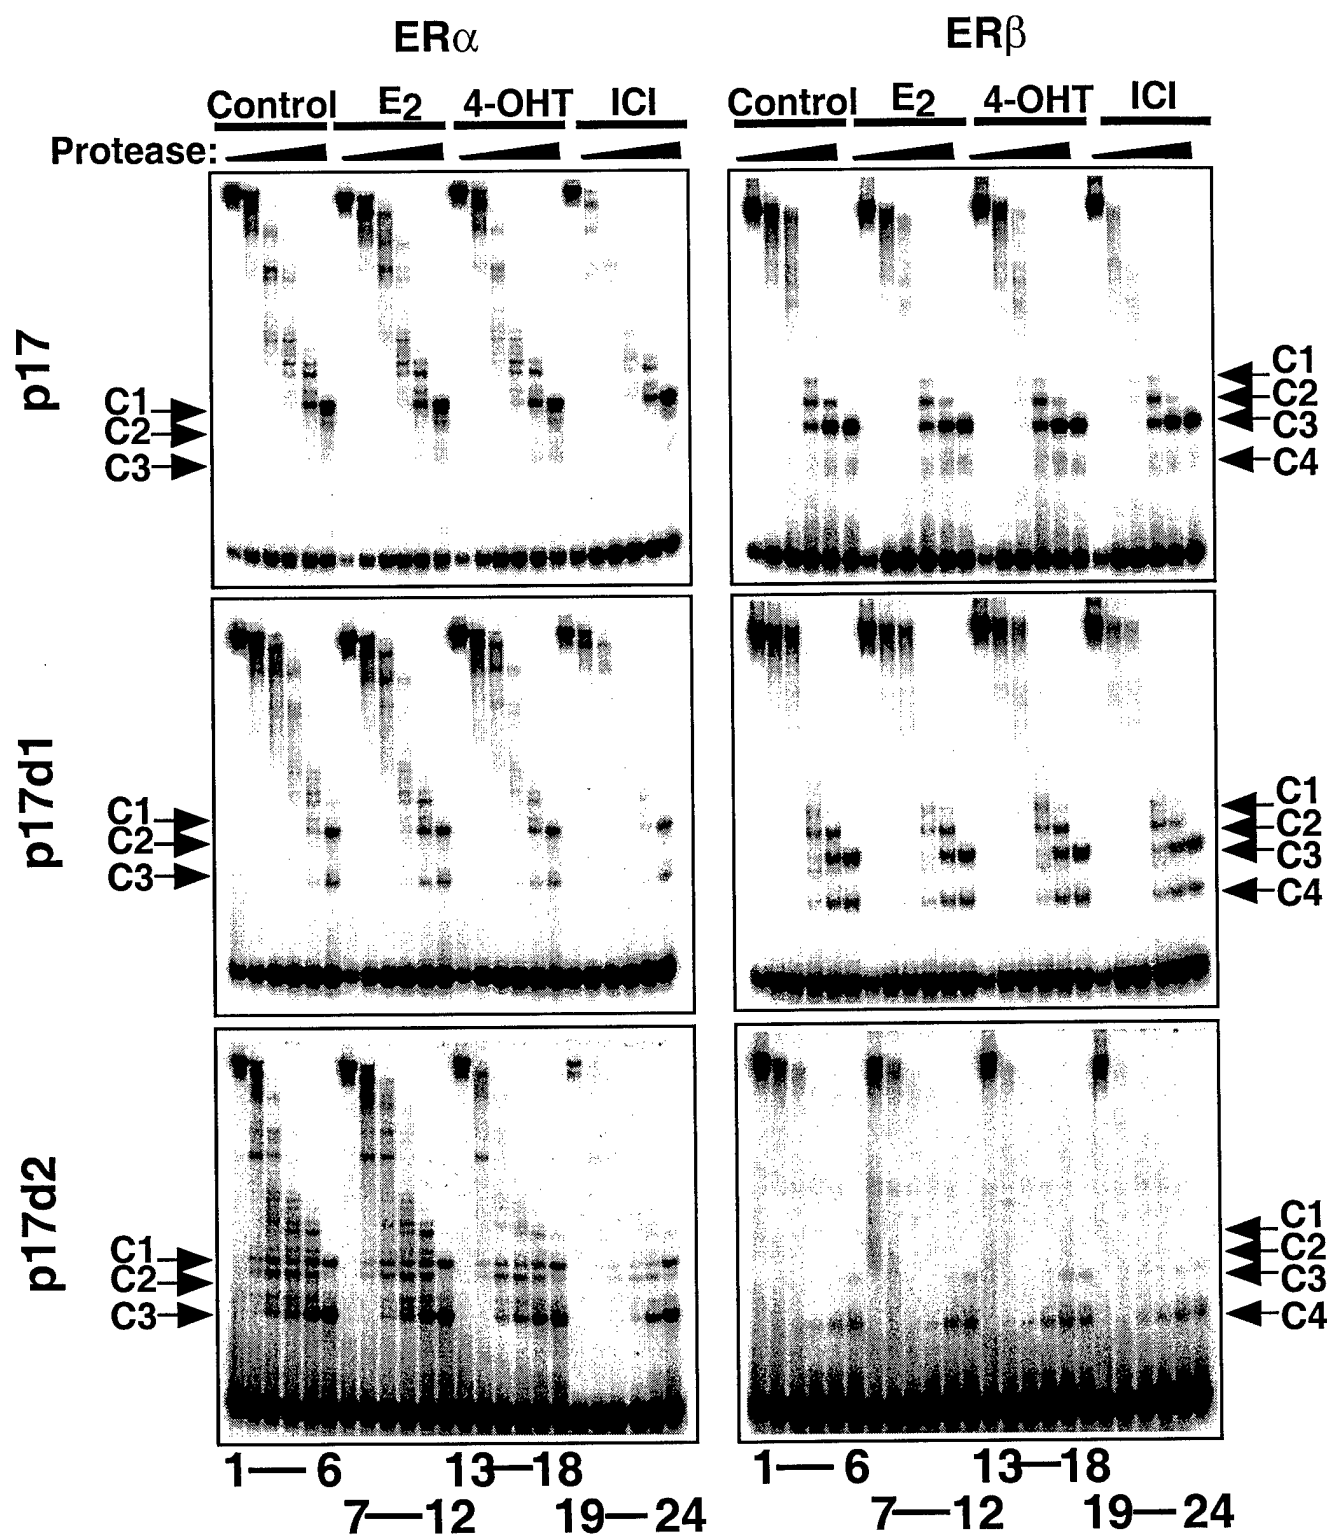 ERα
ERβ
Control E2 4-OHT ICI
Control E2 4-OHT ICI
Protease:
p17
C1
C2
C3
C1
C2
C3
C4
p17d1
C1
C2
C3
C1
C2
C3
C4
p17d2
C1
C2
C3
C1
C2
C3
C4
1—6 13—18
7—12 19—24
1—6 13—18
7—12 19—24